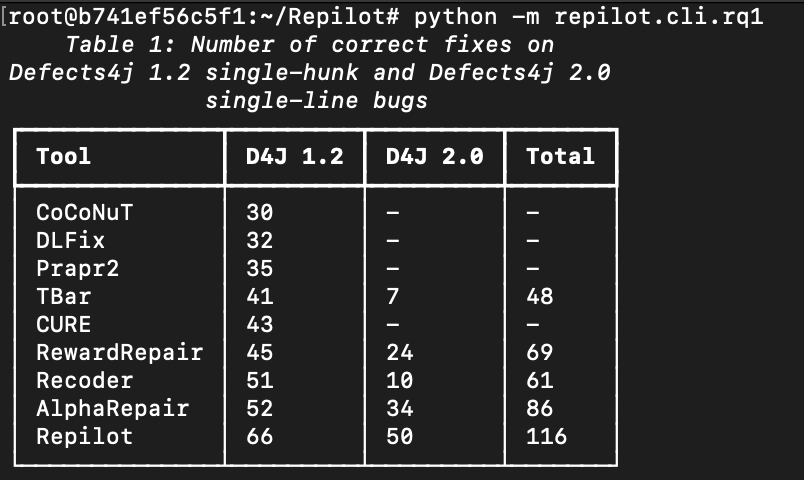 [root@b741ef56c5f1:~/Repilot# python -m repilot.cli.rq1
Table 1: Number of correct fixes on
Defects4j 1.2 single-hunk and Defects4j 2.0
single-line bugs
Tool D4J 1.2 D4J 2.0 Total
CoCoNuT 30 - -
DLFix 32 - -
Prapr2 35 - -
TBar 41 7 48
CURE 43 - -
RewardRepair 45 24 69
Recoder 51 10 61
AlphaRepair 52 34 86
Repilot 66 50 116